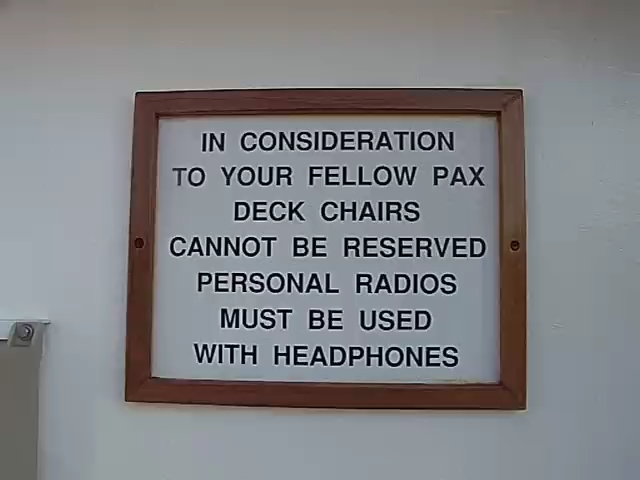 IN CONSIDERATION
TO YOUR FELLOW PAX
DECK CHAIRS
CANNOT BE RESERVED
PERSONAL RADIOS
MUST BE USED
WITH HEADPHONES